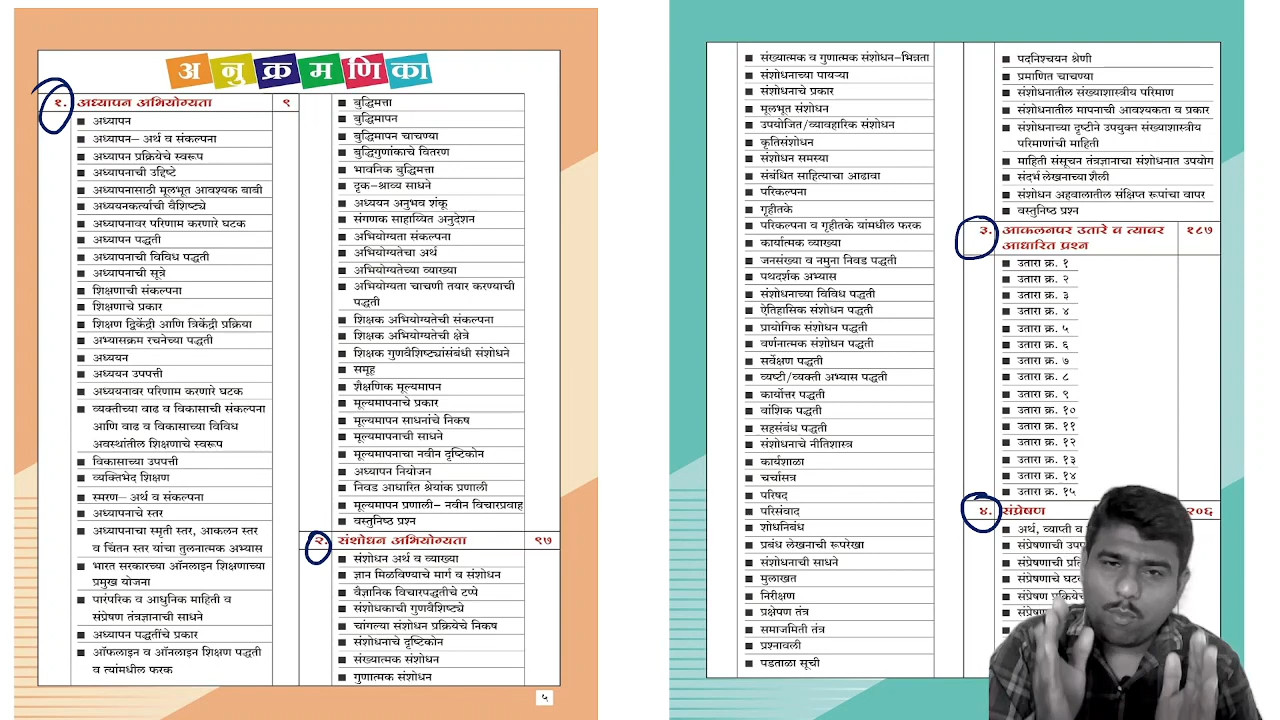 अनुक्रमणिका
१. अध्यापन अभियोग्यता ९
अध्यापन
अध्यापन– अर्थ व संकल्पना
अध्यापन प्रक्रियेचे स्वरूप
अध्यापनाची उद्दिष्टे
अध्यापनासाठी मूलभूत आवश्यक बाबी
अध्ययनकर्त्याची वैशिष्ट्ये
अध्यापनावर परिणाम करणारे घटक
अध्यापन पद्धती
अध्यापनाची विविध पद्धती
अध्यापनाची सूत्रे
शिक्षणाची संकल्पना
शिक्षणाचे प्रकार
शिक्षण द्विकेंद्री आणि त्रिकेंद्री प्रक्रिया
अभ्यासक्रम रचनेच्या पद्धती
अध्ययन
अध्ययन उपपत्ती
अध्ययनावर परिणाम करणारे घटक
व्यक्तीच्या वाढ व विकासाची संकल्पना
आणि वाढ व विकासाच्या विविध
अवस्थांतील शिक्षणाचे स्वरूप
विकासाच्या उपपत्ती
व्यक्तिभेद शिक्षण
स्मरण– अर्थ व संकल्पना
अध्यापनाचे स्तर
अध्यापनाचा स्मृती स्तर, आकलन स्तर
व चिंतन स्तर यांचा तुलनात्मक अभ्यास
भारत सरकारच्या ऑनलाइन शिक्षणाच्या
प्रमुख योजना
पारंपरिक व आधुनिक माहिती व
संप्रेषण तंत्रज्ञानाची साधने
अध्यापन पद्धतींचे प्रकार
ऑफलाइन व ऑनलाइन शिक्षण पद्धती
व त्यांमधील फरक
बुद्धिमत्ता
बुद्धिमापन
बुद्धिमापन चाचण्या
बुद्धिगुणांकाचे वितरण
भावनिक बुद्धिमत्ता
दृक–श्राव्य साधने
अध्ययन अनुभव शंकू
संगणक साहाय्यित अनुदेशन
अभियोग्यता संकल्पना
अभियोग्यतेचा अर्थ
अभियोग्यतेच्या व्याख्या
अभियोग्यता चाचणी तयार करण्याची
पद्धती
शिक्षक अभियोग्यतेची संकल्पना
शिक्षक अभियोग्यतेची क्षेत्रे
शिक्षक गुणवैशिष्ट्यांसंबंधी संशोधने
समूह
शैक्षणिक मूल्यमापन
मूल्यमापनाचे प्रकार
मूल्यमापन साधनांचे निकष
मूल्यमापनाची साधने
मूल्यमापनाचा नवीन दृष्टिकोन
अध्यापन नियोजन
निवड आधारित श्रेयांक प्रणाली
मूल्यमापन प्रणाली– नवीन विचारप्रवाह
वस्तुनिष्ठ प्रश्न
२. संशोधन अभियोग्यता ९७
संशोधन अर्थ व व्याख्या
ज्ञान मिळविण्याचे मार्ग व संशोधन
वैज्ञानिक विचारपद्धतीचे टप्पे
संशोधकाची गुणवैशिष्ट्ये
चांगल्या संशोधन प्रक्रियेचे निकष
संशोधनाचे दृष्टिकोन
संख्यात्मक संशोधन
गुणात्मक संशोधन
५
संख्यात्मक व गुणात्मक संशोधन–भिन्नता
संशोधनाच्या पायऱ्या
संशोधनाचे प्रकार
मूलभूत संशोधन
उपयोजित/व्यावहारिक संशोधन
कृतिसंशोधन
संशोधन समस्या
संबंधित साहित्याचा आढावा
परिकल्पना
गृहीतके
परिकल्पना व गृहीतके यांमधील फरक
कार्यात्मक व्याख्या
जनसंख्या व नमुना निवड पद्धती
पथदर्शक अभ्यास
संशोधनाच्या विविध पद्धती
ऐतिहासिक संशोधन पद्धती
प्रायोगिक संशोधन पद्धती
वर्णनात्मक संशोधन पद्धती
सर्वेक्षण पद्धती
व्यष्टी/व्यक्ती अभ्यास पद्धती
कार्योत्तर पद्धती
वांशिक पद्धती
सहसंबंध पद्धती
संशोधनाचे नीतिशास्त्र
कार्यशाळा
चर्चासत्र
परिषद
परिसंवाद
शोधनिबंध
प्रबंध लेखनाची रूपरेखा
संशोधनाची साधने
मुलाखत
निरीक्षण
प्रक्षेपण तंत्र
समाजमिती तंत्र
प्रश्नावली
पडताळा सूची
पदनिश्चयन श्रेणी
प्रमाणित चाचण्या
संशोधनातील संख्याशास्त्रीय परिमाण
संशोधनातील मापनाची आवश्यकता व प्रकार
संशोधनाच्या दृष्टीने उपयुक्त संख्याशास्त्रीय
परिमाणांची माहिती
माहिती संसूचन तंत्रज्ञानाचा संशोधनात उपयोग
संदर्भ लेखनाच्या शैली
संशोधन अहवालातील संक्षिप्त रूपांचा वापर
वस्तुनिष्ठ प्रश्न
३. आकलनपर उतारे व त्यावर १८७
आधारित प्रश्न
उतारा क्र. १
उतारा क्र. २
उतारा क्र. ३
उतारा क्र. ४
उतारा क्र. ५
उतारा क्र. ६
उतारा क्र. ७
उतारा क्र. ८
उतारा क्र. ९
उतारा क्र. १०
उतारा क्र. ११
उतारा क्र. १२
उतारा क्र. १३
उतारा क्र. १४
उतारा क्र. १५
४. संप्रेषण २०६
अर्थ, व्याप्ती व
संप्रेषणाची
संप्रेषणाची
संप्रेषणाचे
संप्रेषण